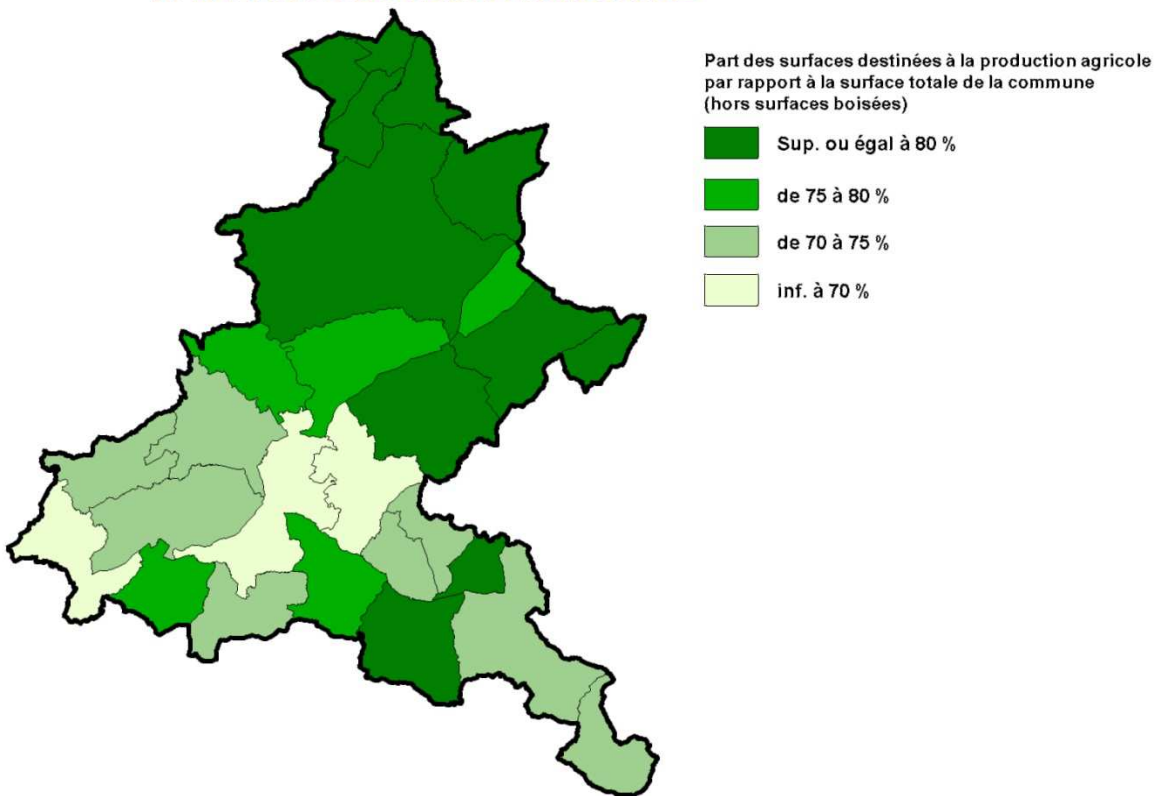 Part des surfaces destinées à la production agricole
par rapport à la surface totale de la commune
(hors surfaces boisées)
Sup. ou égal à 80 %
de 75 à 80 %
de 70 à 75 %
inf. à 70 %